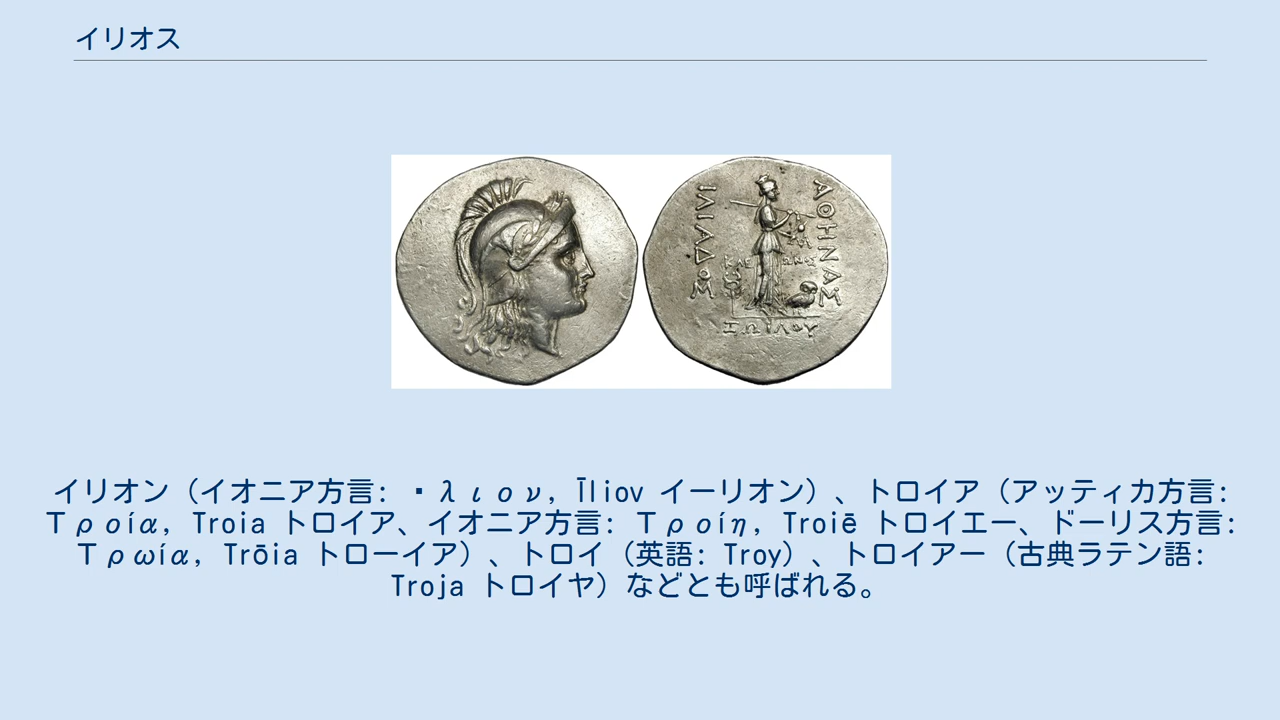 イリオス
ΙΛΙΑΔΟΣ
ΑΘΗΝΑΣ
ΙΩΙΛΟΥ
イリオン（イオニア方言: ・λιον, Īliov イーリオン）、トロイア（アッティカ方言:
Τροία, Troia トロイア、イオニア方言: Τροίη, Troiē トロイエー、ドーリス方言:
Τρωία, Trōia トローイア）、トロイ（英語: Troy）、トロイアー（古典ラテン語:
Troja トロイヤ）などとも呼ばれる。